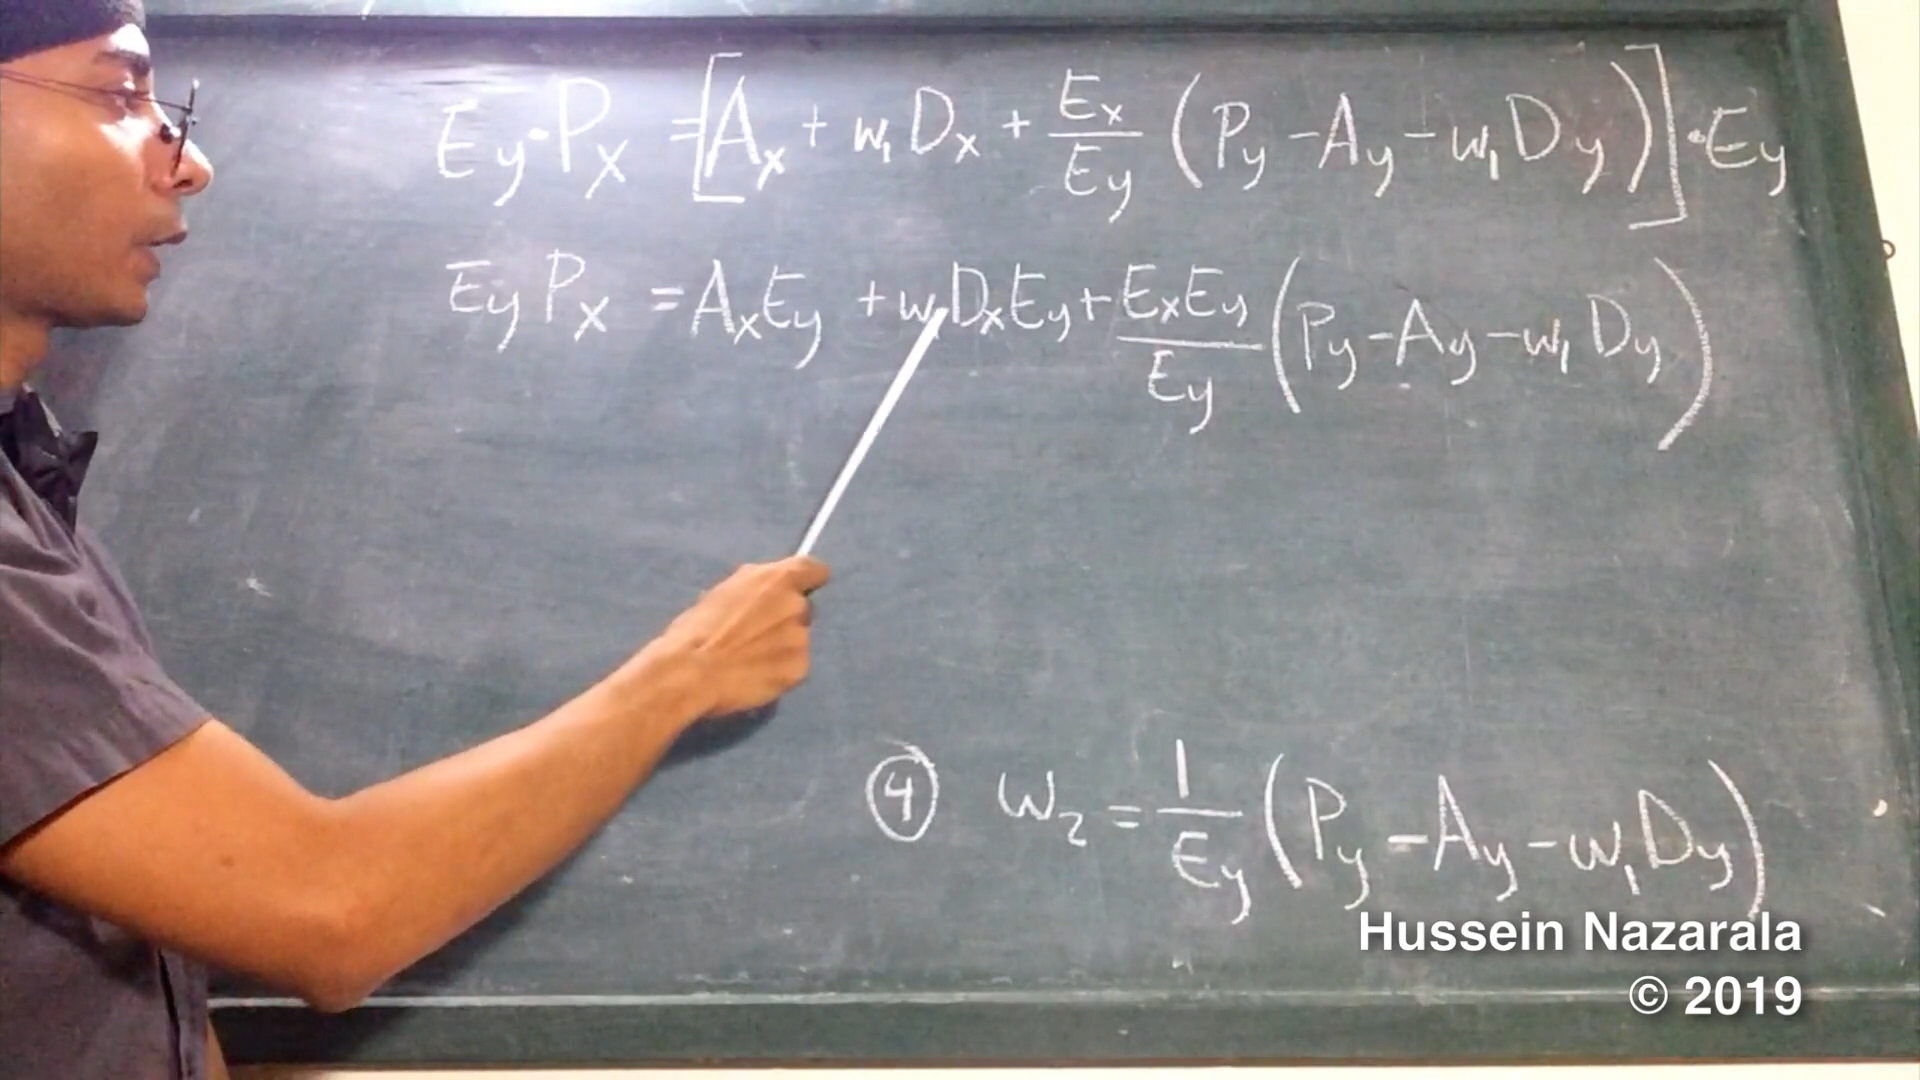 Ey·Px = [Ax + w₁Dx + Ex/Ey (Py - Ay - w₁Dy)]·Ey
EyPx = AxEy + w₁DxEy + ExEy/Ey (Py - Ay - w₁Dy)
④ w₂ = 1/Ey (Py - Ay - w₁Dy)
Hussein Nazarala
© 2019